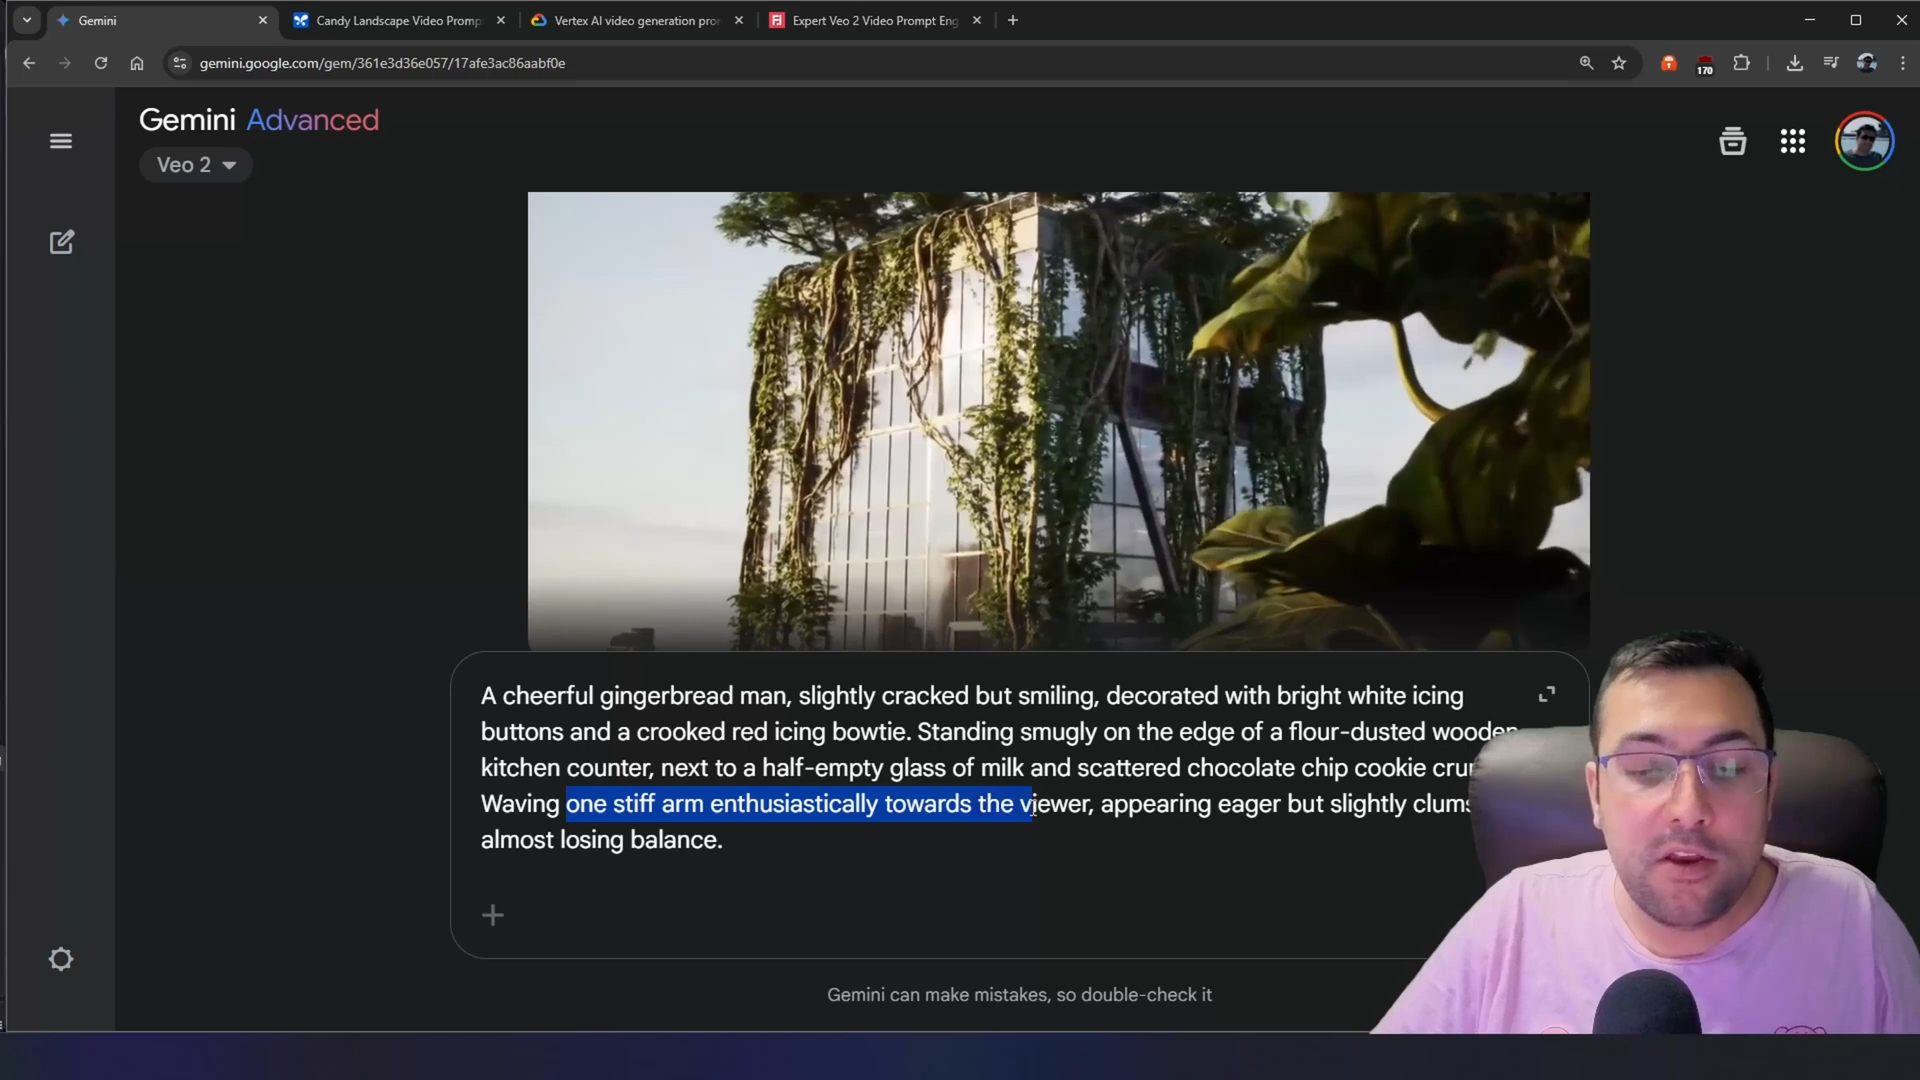 Gemini
Candy Landscape Video Promp
Vertex AI video generation pro
Expert Veo 2 Video Prompt Eng
gemini.google.com/gem/361e3d36e057/17afe3ac86aabf0e
170
Gemini Advanced
Veo 2
A cheerful gingerbread man, slightly cracked but smiling, decorated with bright white icing
buttons and a crooked red icing bowtie. Standing smugly on the edge of a flour-dusted wooden
kitchen counter, next to a half-empty glass of milk and scattered chocolate chip cookie cru
Waving one stiff arm enthusiastically towards the viewer, appearing eager but slightly clums
almost losing balance.
Gemini can make mistakes, so double-check it